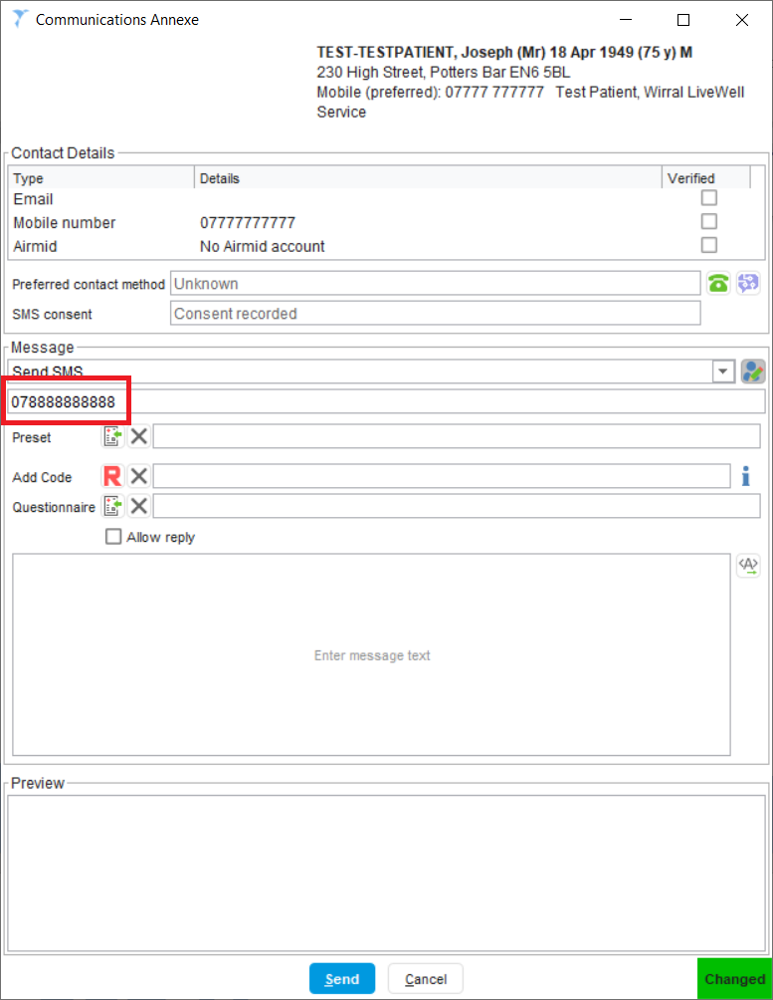 Communications Annexe
TEST-TESTPATIENT, Joseph (Mr) 18 Apr 1949 (75 y) M
230 High Street, Potters Bar EN6 5BL
Mobile (preferred): 07777 777777 Test Patient, Wirral LiveWell
Service
Contact Details
Type Details Verified
Email
Mobile number 07777777777
Airmid No Airmid account
Preferred contact method Unknown
SMS consent Consent recorded
Message
Send SMS
078888888888
Preset
Add Code R i
Questionnaire
Allow reply
<A>
Enter message text
Preview
Send Cancel Changed